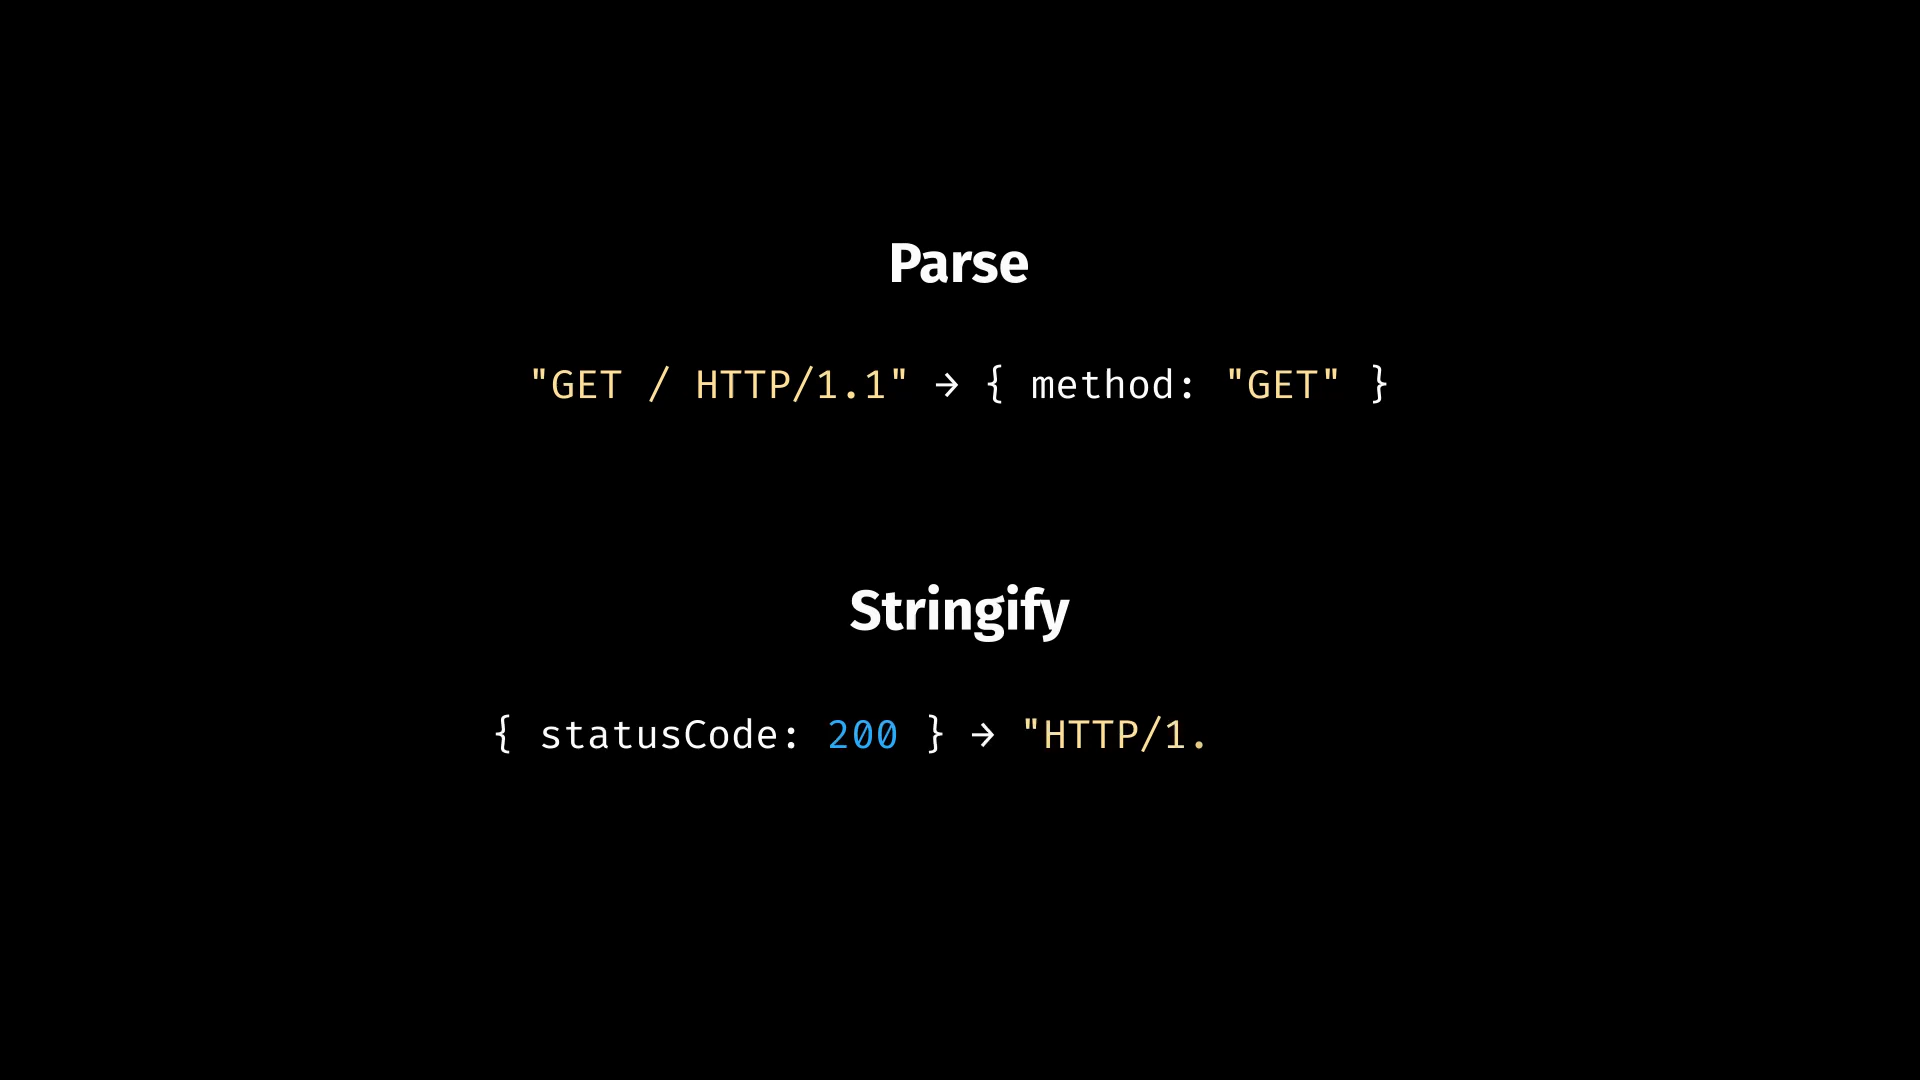 Parse
"GET / HTTP/1.1" → { method: "GET" }
Stringify
{ statusCode: 200 } → "HTTP/1.